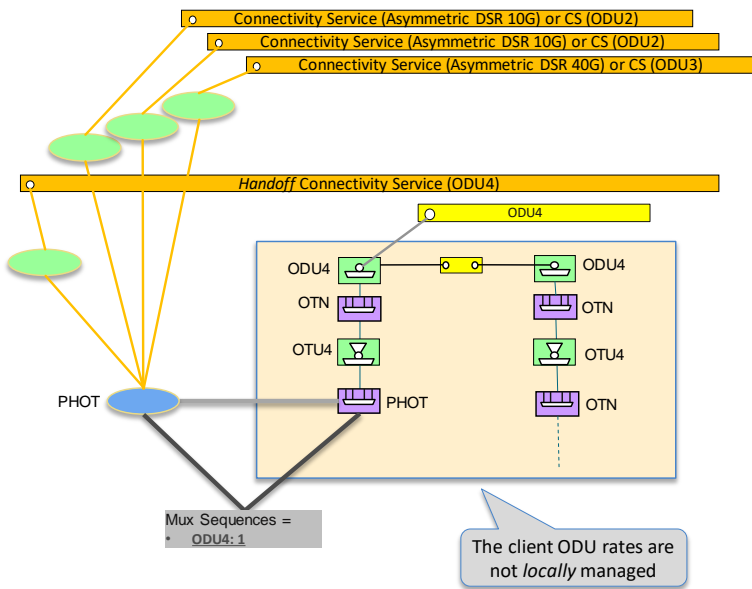 Connectivity Service (Asymmetric DSR 10G) or CS (ODU2)
Connectivity Service (Asymmetric DSR 10G) or CS (ODU2)
Connectivity Service (Asymmetric DSR 40G) or CS (ODU3)
Handoff Connectivity Service (ODU4)
ODU4
ODU4
ODU4
OTN
OTN
OTU4
OTU4
PHOT
PHOT
OTN
Mux Sequences =
• ODU4: 1
The client ODU rates are
not locally managed